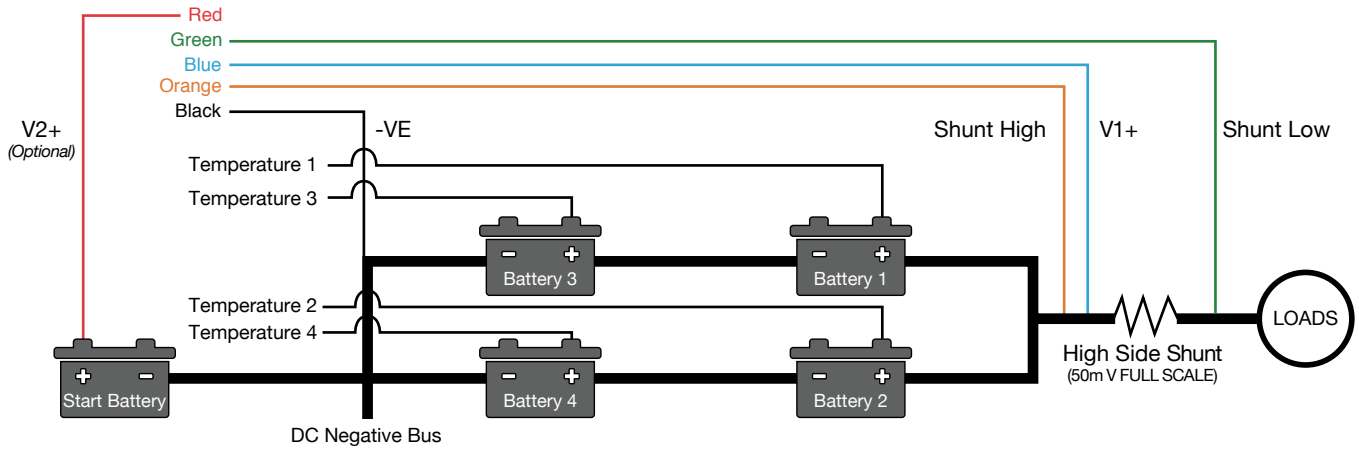 Red
Green
Blue
Orange
Black
V2+
(Optional)
-VE
Shunt High
V1+
Shunt Low
Temperature 1
Temperature 3
- +
Battery 3
- +
Battery 1
Temperature 2
Temperature 4
LOADS
High Side Shunt
(50m V FULL SCALE)
+ -
Start Battery
- +
Battery 4
- +
Battery 2
DC Negative Bus